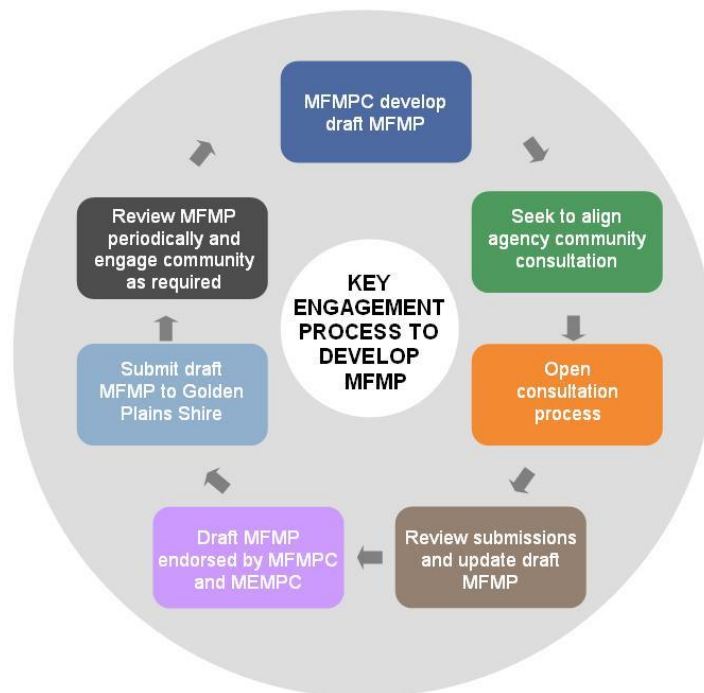 MFMPC develop
draft MFMP
Seek to align
agency community
consultation
Open
consultation
process
Review submissions
and update draft
MFMP
Draft MFMP
endorsed by MFMPC
and MEMPC
Submit draft
MFMP to Golden
Plains Shire
Review MFMP
periodically and
engage community
as required
KEY
ENGAGEMENT
PROCESS TO
DEVELOP
MFMP